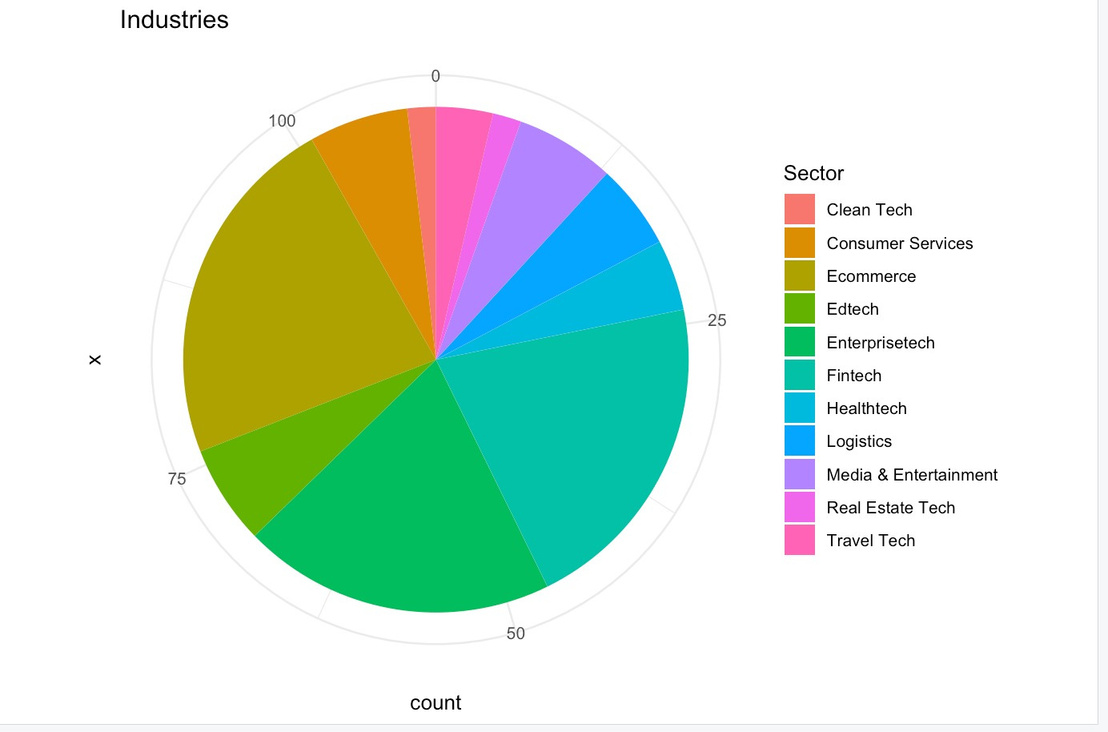 Industries
0
100
25
75
50
x
count
Sector
Clean Tech
Consumer Services
Ecommerce
Edtech
Enterprisetech
Fintech
Healthtech
Logistics
Media & Entertainment
Real Estate Tech
Travel Tech